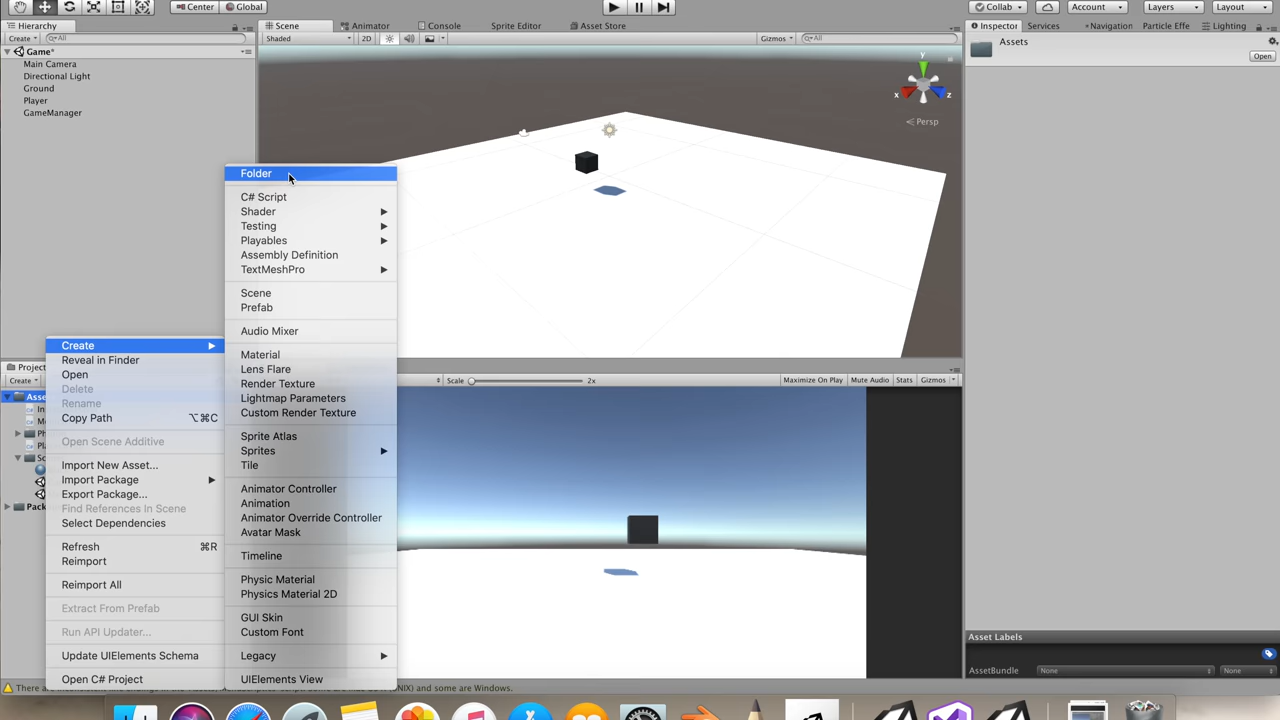 Center
Global
Collab
Account
Layers
Layout
Hierarchy
Create
All
Game*
Main Camera
Directional Light
Ground
Player
GameManager
Scene
Animator
Console
Sprite Editor
Asset Store
Shaded
2D
Gizmos
All
y
x
z
Persp
Inspector
Services
Navigation
Particle Effe
Lighting
Assets
Open
Folder
C# Script
Shader
Testing
Playables
Assembly Definition
TextMeshPro
Scene
Prefab
Audio Mixer
Material
Lens Flare
Render Texture
Lightmap Parameters
Custom Render Texture
Sprite Atlas
Sprites
Tile
Animator Controller
Animation
Animator Override Controller
Avatar Mask
Timeline
Physic Material
Physics Material 2D
GUI Skin
Custom Font
Legacy
UIElements View
Create
Reveal in Finder
Open
Delete
Rename
Copy Path ⌥⌘C
Open Scene Additive
Import New Asset...
Import Package
Export Package...
Find References In Scene
Select Dependencies
Refresh ⌘R
Reimport
Reimport All
Extract From Prefab
Run API Updater...
Update UIElements Schema
Open C# Project
Project
Create
Scale
2x
Maximize On Play
Mute Audio
Stats
Gizmos
Asset Labels
AssetBundle
None
None
and some are Windows.